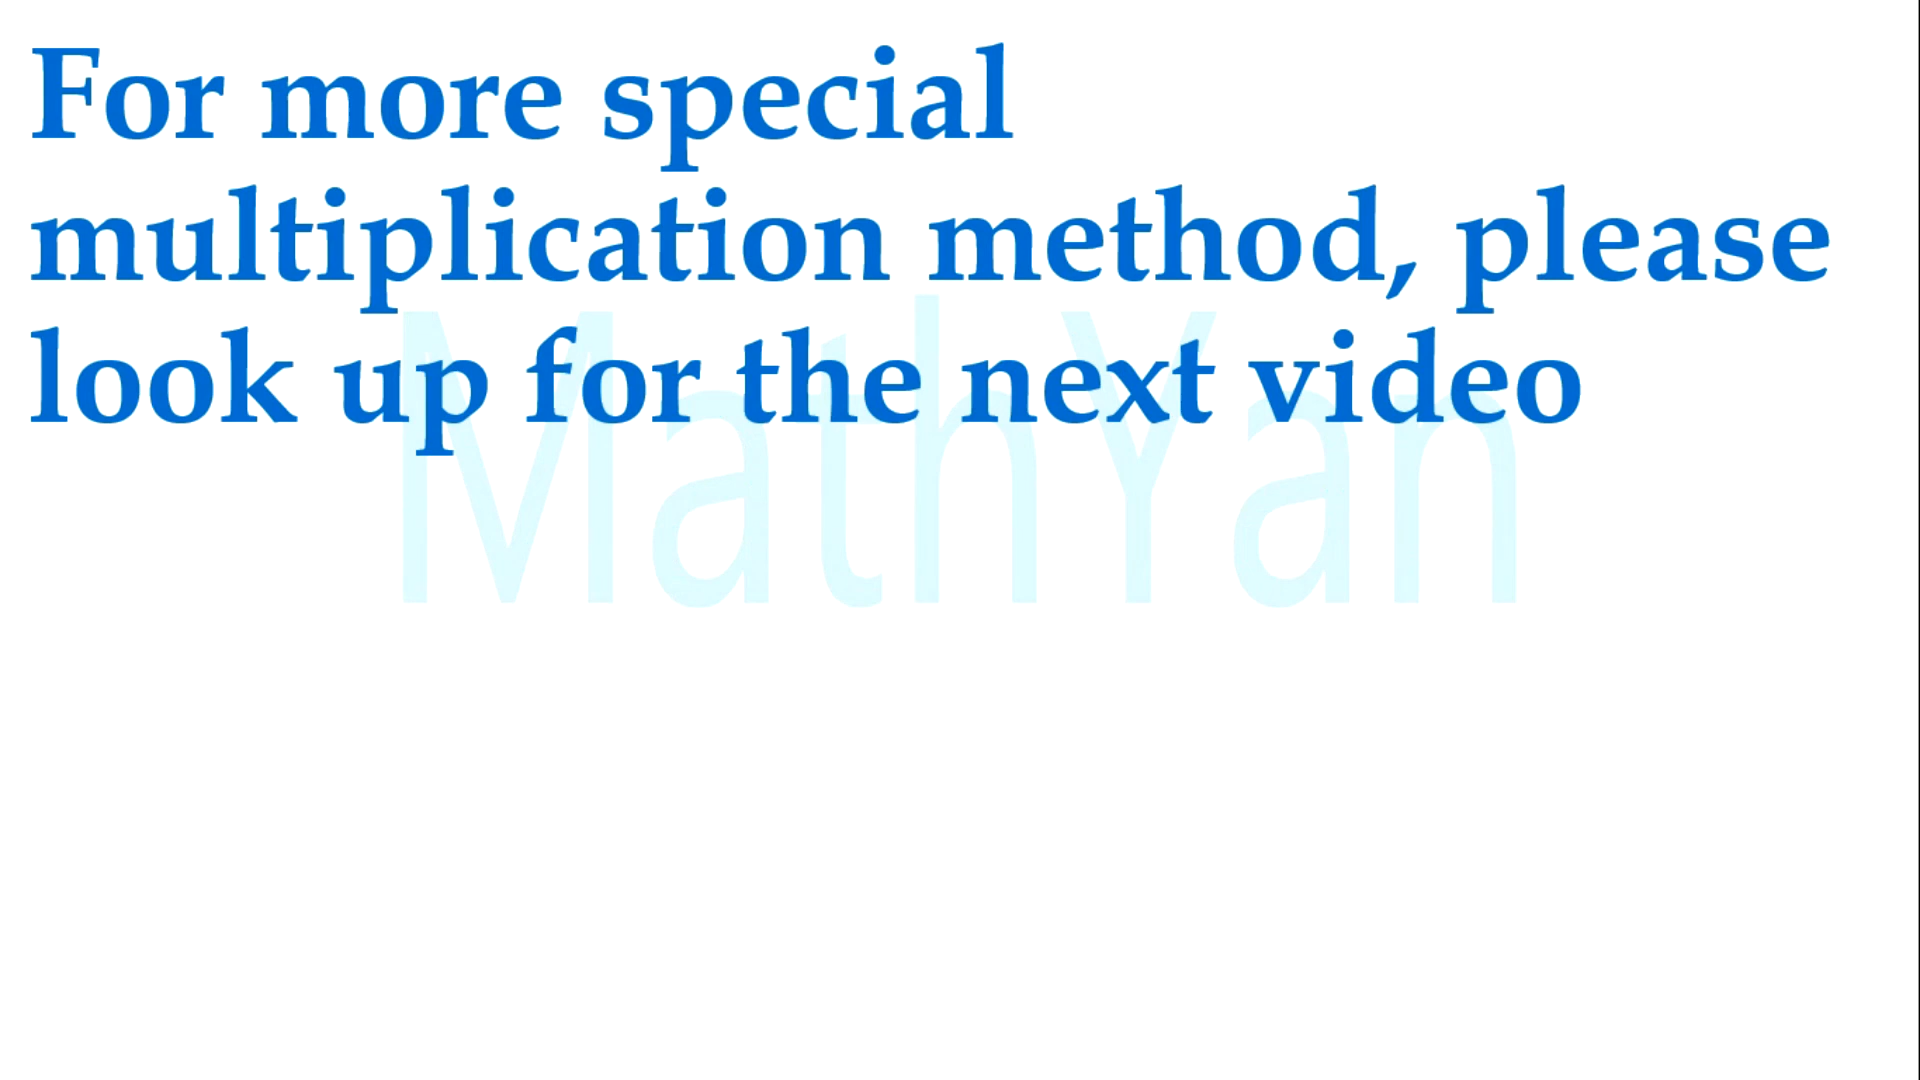 For more special
multiplication method, please
look up for the next video
MathYan